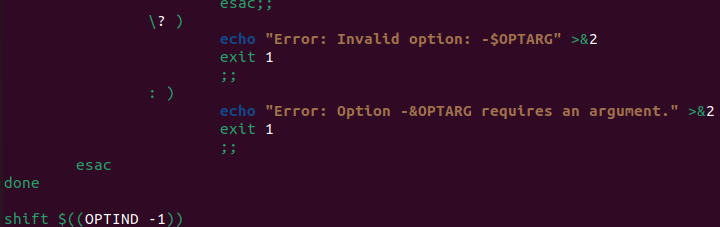 esac;;
\? )
echo "Error: Invalid option: -$OPTARG" >&2
exit 1
;;
: )
echo "Error: Option -&OPTARG requires an argument." >&2
exit 1
;;
esac
done
shift $((OPTIND -1))